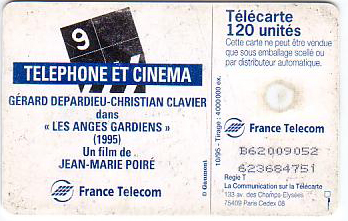 9
TELEPHONE ET CINEMA
GÉRARD DEPARDIEU-CHRISTIAN CLAVIER
dans
« LES ANGES GARDIENS »
(1995)
Un film de
JEAN-MARIE POIRÉ
France Telecom
© Gaumont
10/95 - Tirage : 4000000 ex.
Télécarte
120 unités
Cette carte ne peut être vendue
que sous emballage scellé ou
par distributeur automatique.
France Telecom
B62009052
623684751
Regie T
La Communication sur la Télécarte
133 av. des Champs Elysées
75409 Paris Cedex 08